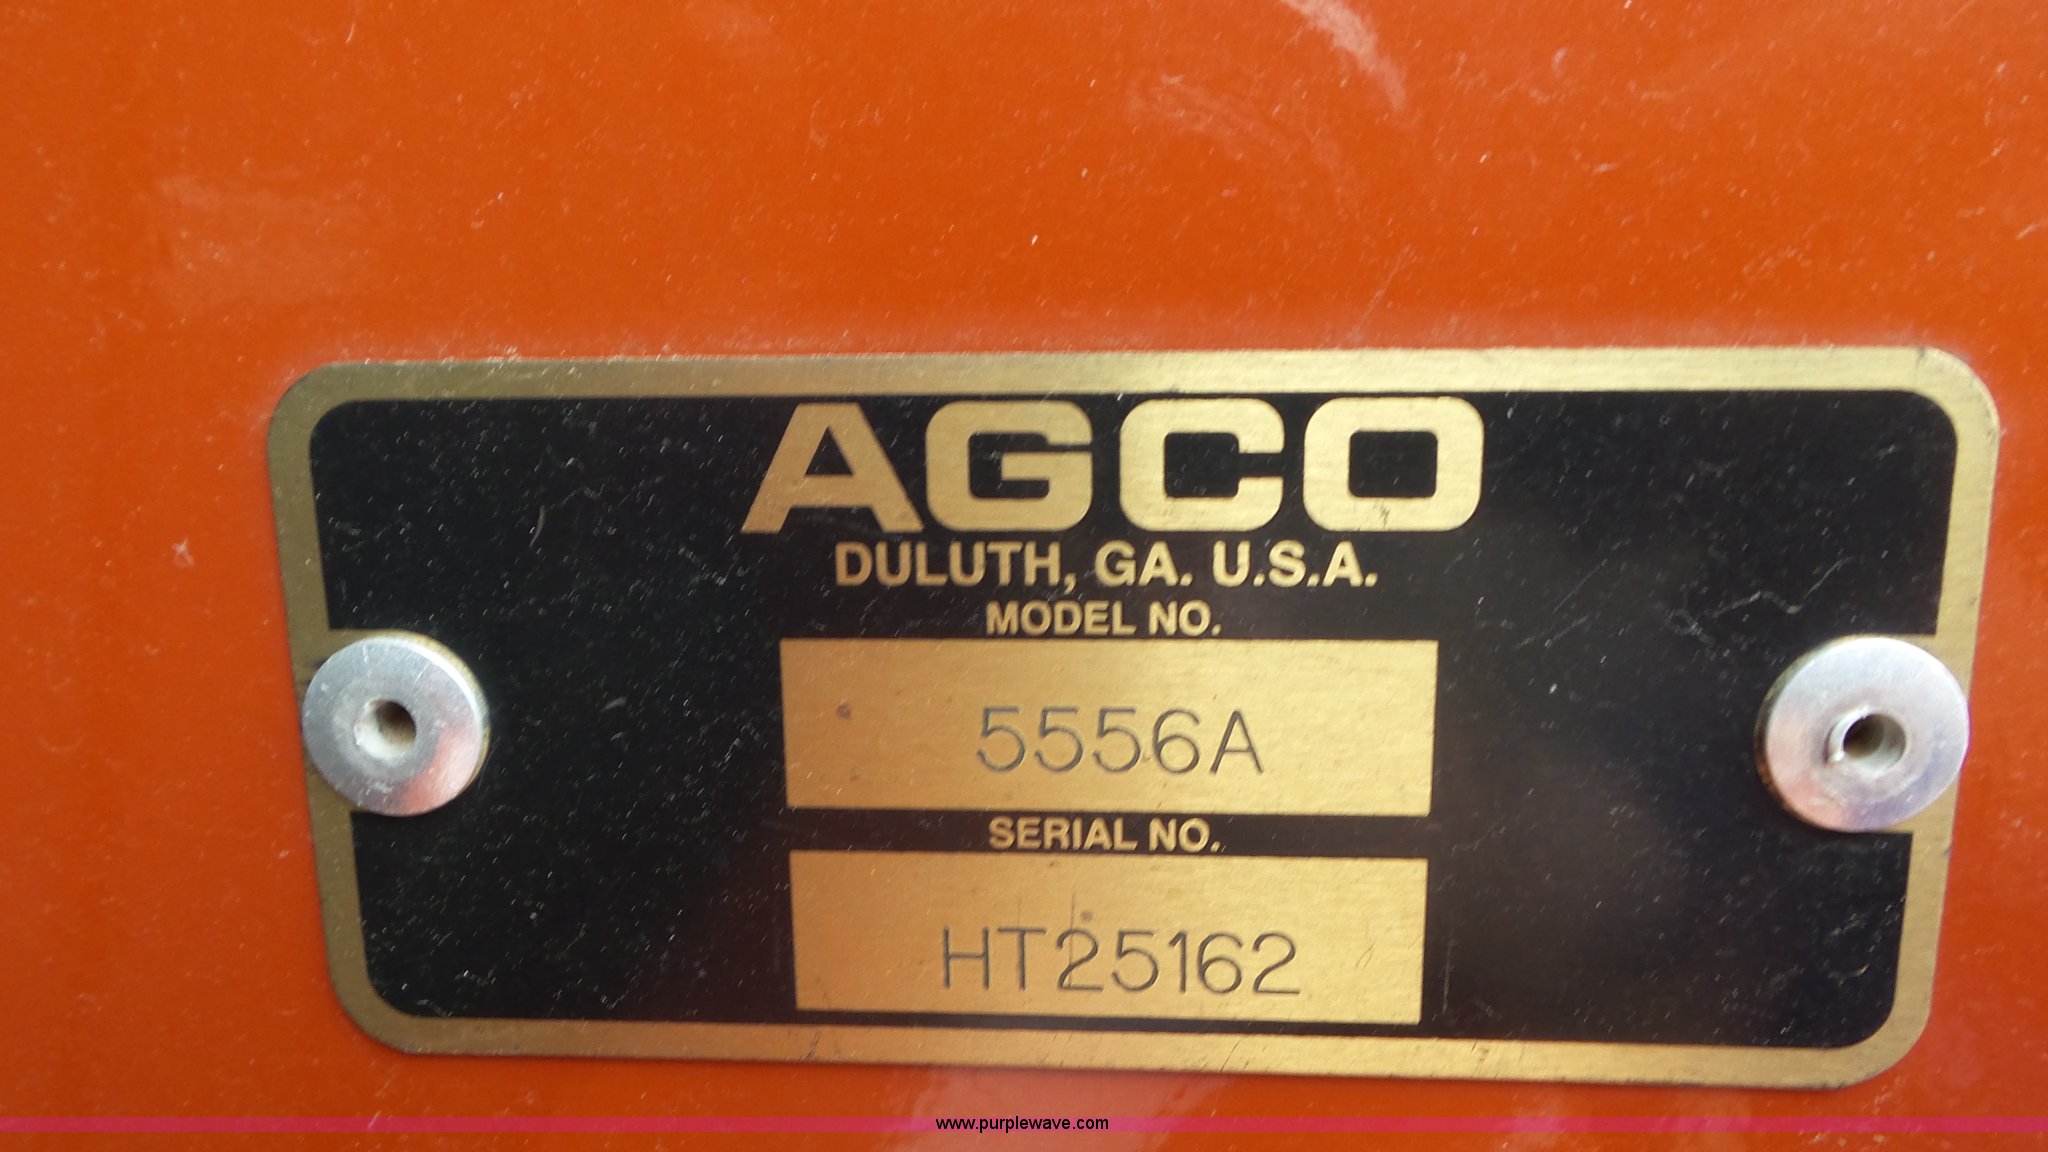 AGCO
DULUTH, GA. U.S.A.
MODEL NO.
5556A
SERIAL NO.
HT25162
www.purplewave.com